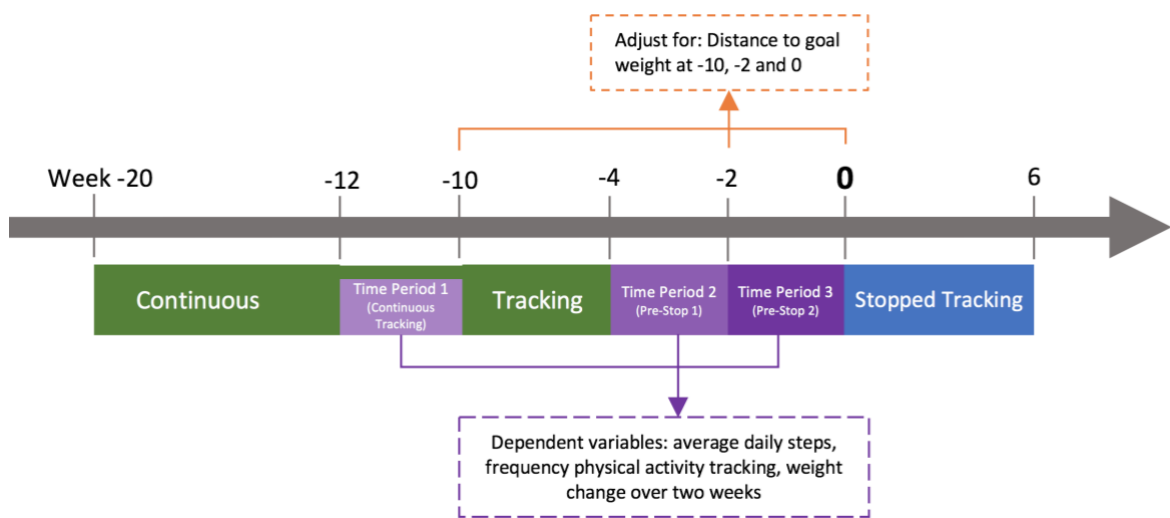 Adjust for: Distance to goal
weight at -10, -2 and 0
Week -20
-12
-10
-4
-2
0
6
Continuous
Time Period 1
(Continuous
Tracking)
Tracking
Time Period 2
(Pre-Stop 1)
Time Period 3
(Pre-Stop 2)
Stopped Tracking
Dependent variables: average daily steps,
frequency physical activity tracking, weight
change over two weeks